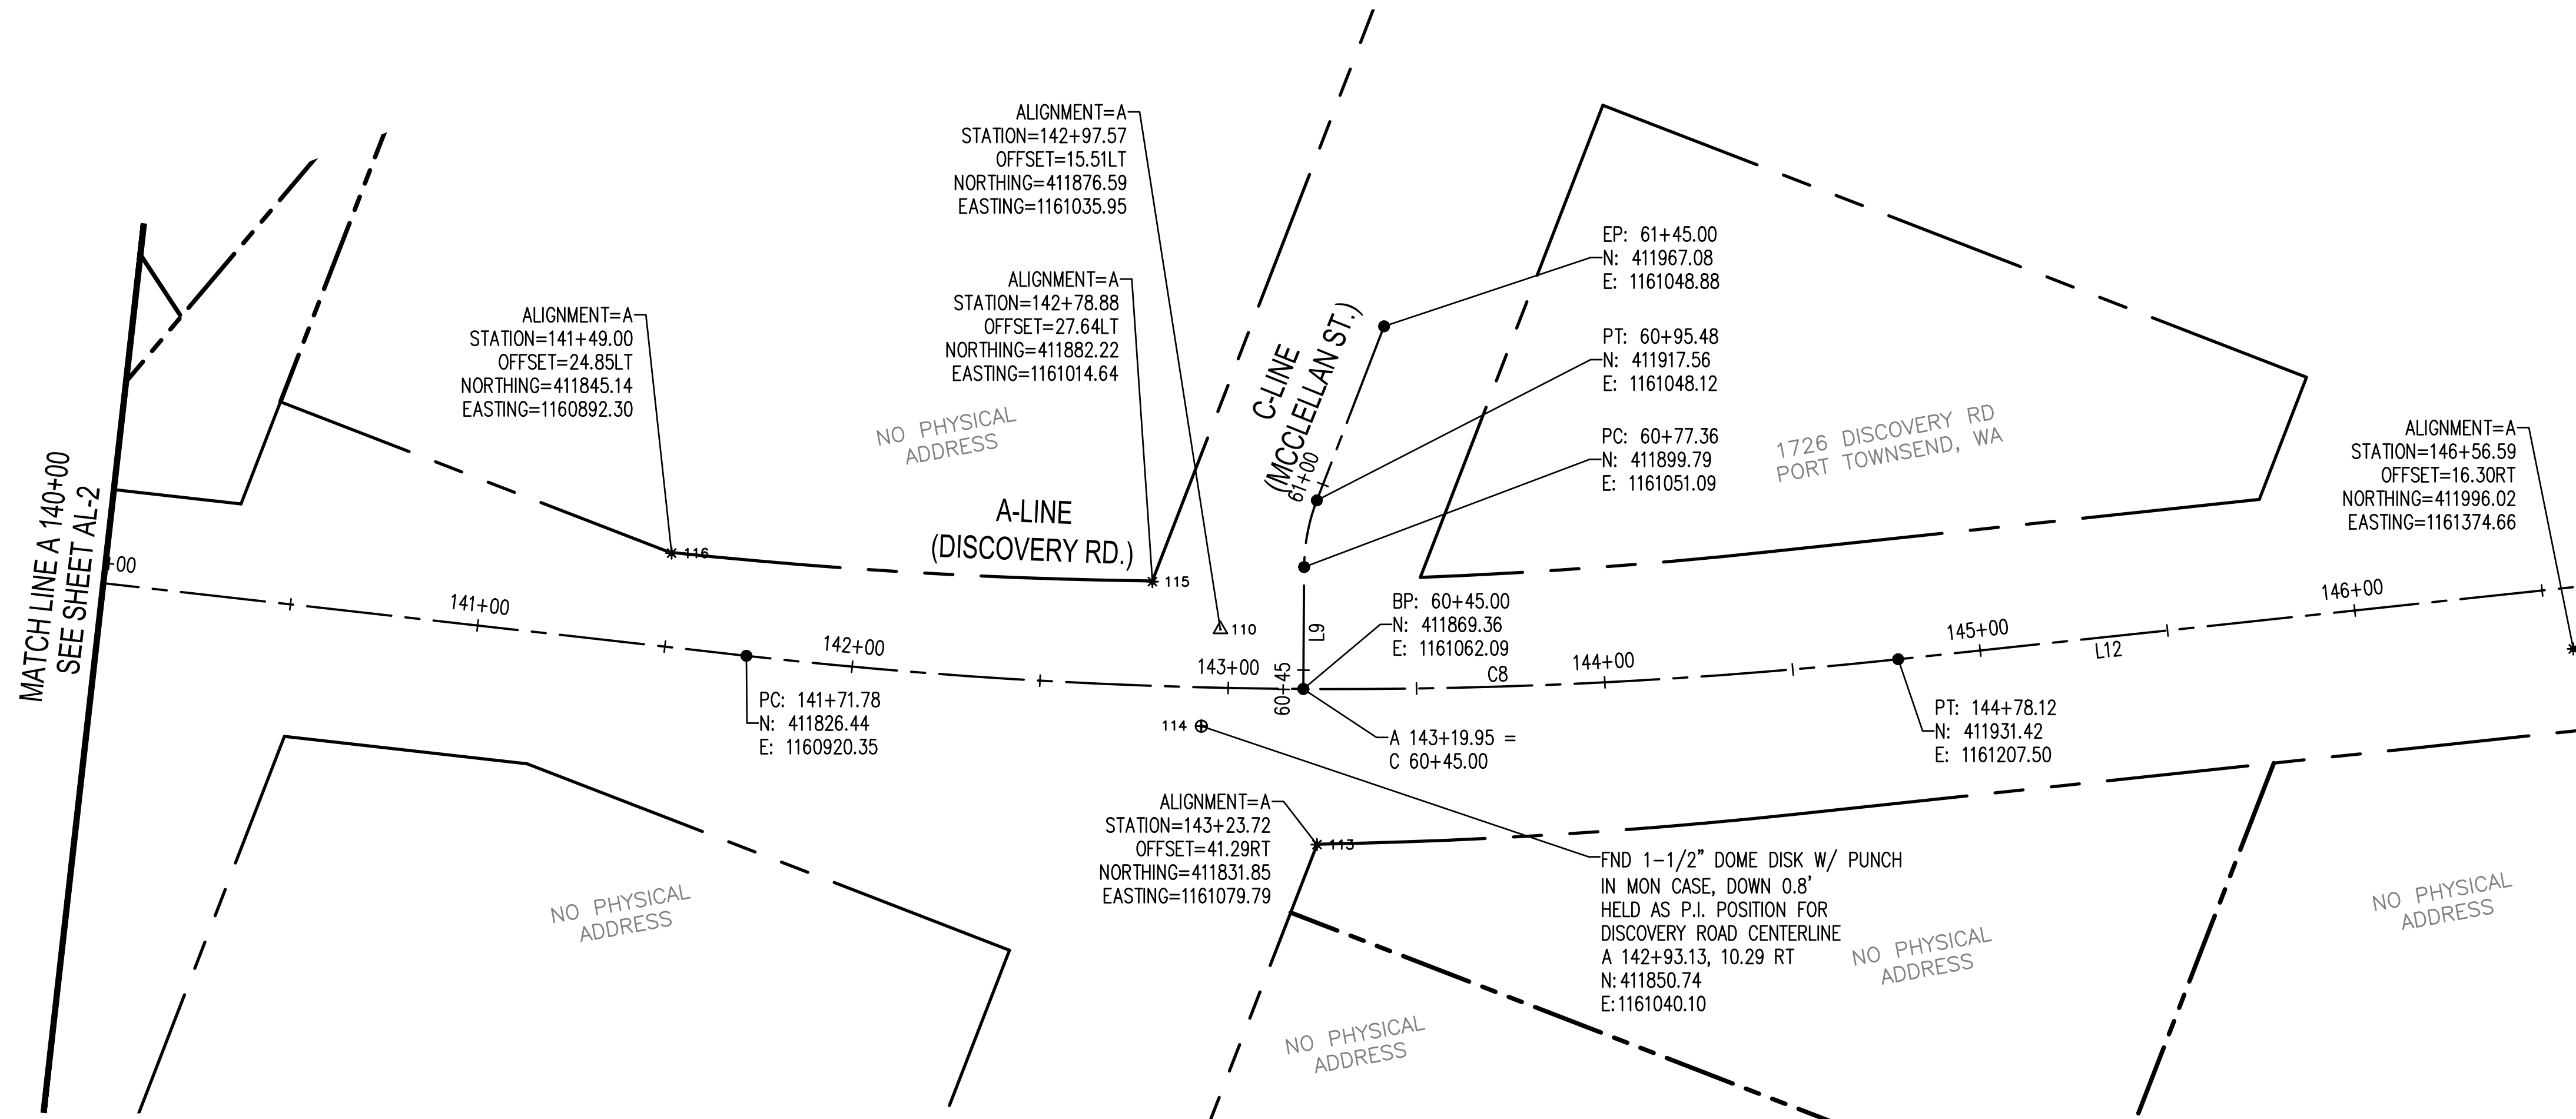 MATCH LINE A 140+00
SEE SHEET AL-2
+00
ALIGNMENT=A
STATION=141+49.00
OFFSET=24.85LT
NORTHING=411845.14
EASTING=1160892.30
116
141+00
142+00
PC: 141+71.78
N: 411826.44
E: 1160920.35
NO PHYSICAL
ADDRESS
ALIGNMENT=A
STATION=142+97.57
OFFSET=15.51LT
NORTHING=411876.59
EASTING=1161035.95
ALIGNMENT=A
STATION=142+78.88
OFFSET=27.64LT
NORTHING=411882.22
EASTING=1161014.64
NO PHYSICAL
ADDRESS
A-LINE
(DISCOVERY RD.)
115
110
114
143+00
60+45
L9
C-LINE
(MCCLELLAN ST.)
61+00
EP: 61+45.00
N: 411967.08
E: 1161048.88
PT: 60+95.48
N: 411917.56
E: 1161048.12
PC: 60+77.36
N: 411899.79
E: 1161051.09
BP: 60+45.00
N: 411869.36
E: 1161062.09
C8
144+00
A 143+19.95 =
C 60+45.00
ALIGNMENT=A
STATION=143+23.72
OFFSET=41.29RT
NORTHING=411831.85
EASTING=1161079.79
113
FND 1-1/2" DOME DISK W/ PUNCH
IN MON CASE, DOWN 0.8'
HELD AS P.I. POSITION FOR
DISCOVERY ROAD CENTERLINE
A 142+93.13, 10.29 RT
N: 411850.74
E: 1161040.10
NO PHYSICAL
ADDRESS
NO PHYSICAL
ADDRESS
1726 DISCOVERY RD
PORT TOWNSEND, WA
145+00
L12
146+00
PT: 144+78.12
N: 411931.42
E: 1161207.50
ALIGNMENT=A
STATION=146+56.59
OFFSET=16.30RT
NORTHING=411996.02
EASTING=1161374.66
NO PHYSICAL
ADDRESS